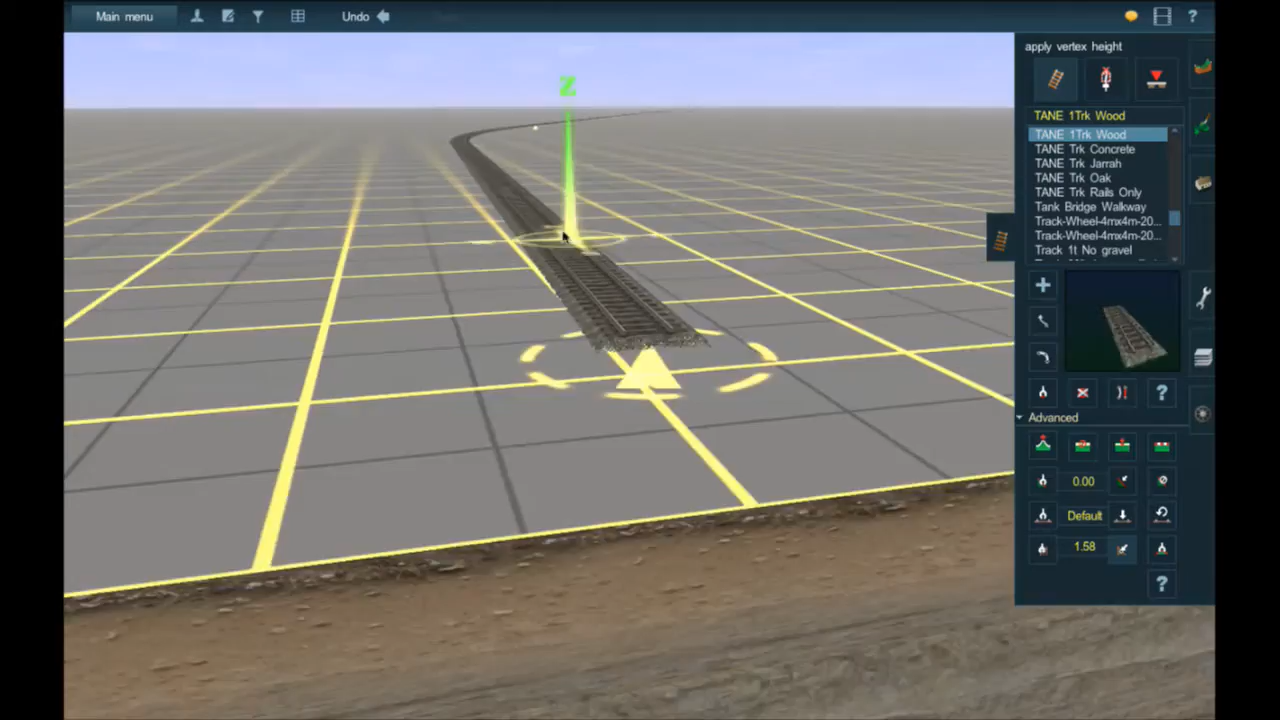 Main menu
Undo
?
apply vertex height
TANE 1Trk Wood
TANE 1Trk Wood
TANE Trk Concrete
TANE Trk Jarrah
TANE Trk Oak
TANE Trk Rails Only
Tank Bridge Walkway
Track-Wheel-4mx4m-20...
Track-Wheel-4mx4m-20...
Track 1t No gravel
?
Advanced
0.00
Default
1.58
?
Z